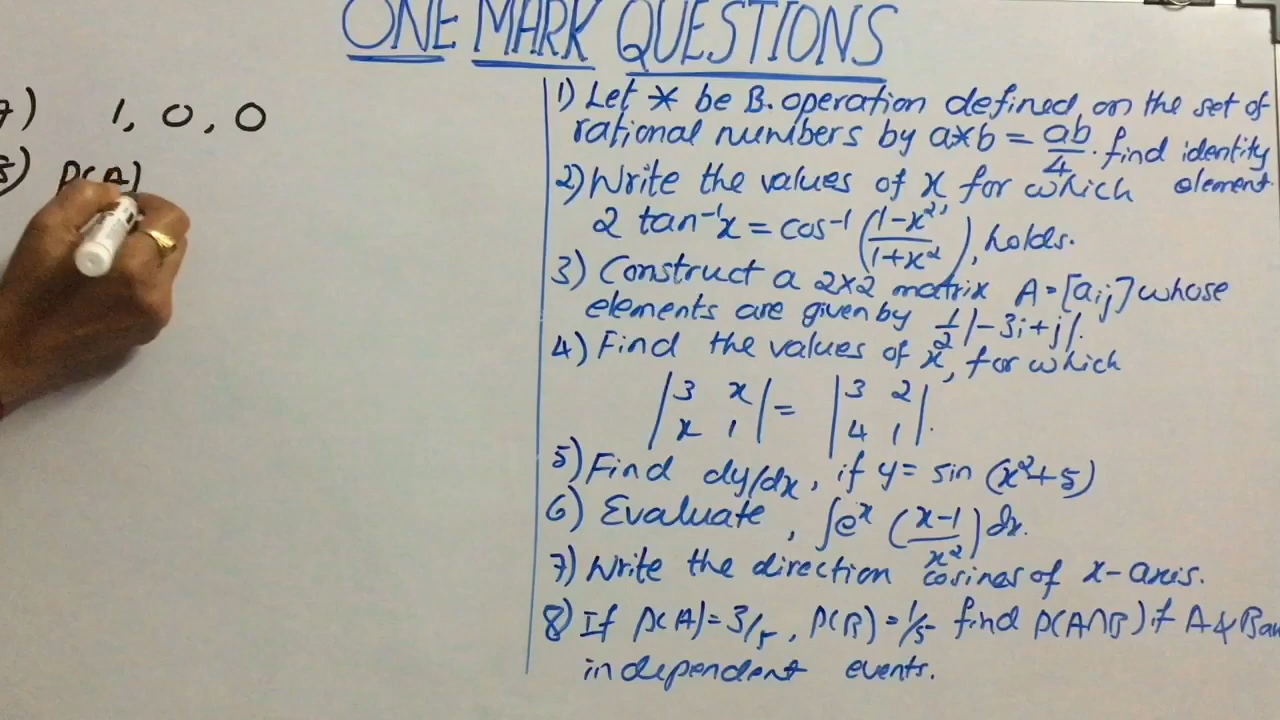 ONE MARK QUESTIONS
7) 1, 0, 0
P(A)
1) Let * be B. operation defined on the set of
rational numbers by a*b = ab/4. find identity element.
2) Write the values of x for which
2 tan⁻¹x = cos⁻¹ (1-x²/1+x²), holds.
3) Construct a 2x2 matrix A=[aij] whose
elements are given by 1/2 |-3i+j|.
4) Find the values of x, for which
|3 x| = |3 2|
|x 1| |4 1|.
5) Find dy/dx, if y= sin (x²+5)
6) Evaluate, ∫eˣ (x-1/x²) dx.
7) Write the direction cosines of x-axis.
8) If P(A)=3/5, P(B)=1/5 find P(A∩B) if A & B
independent events.